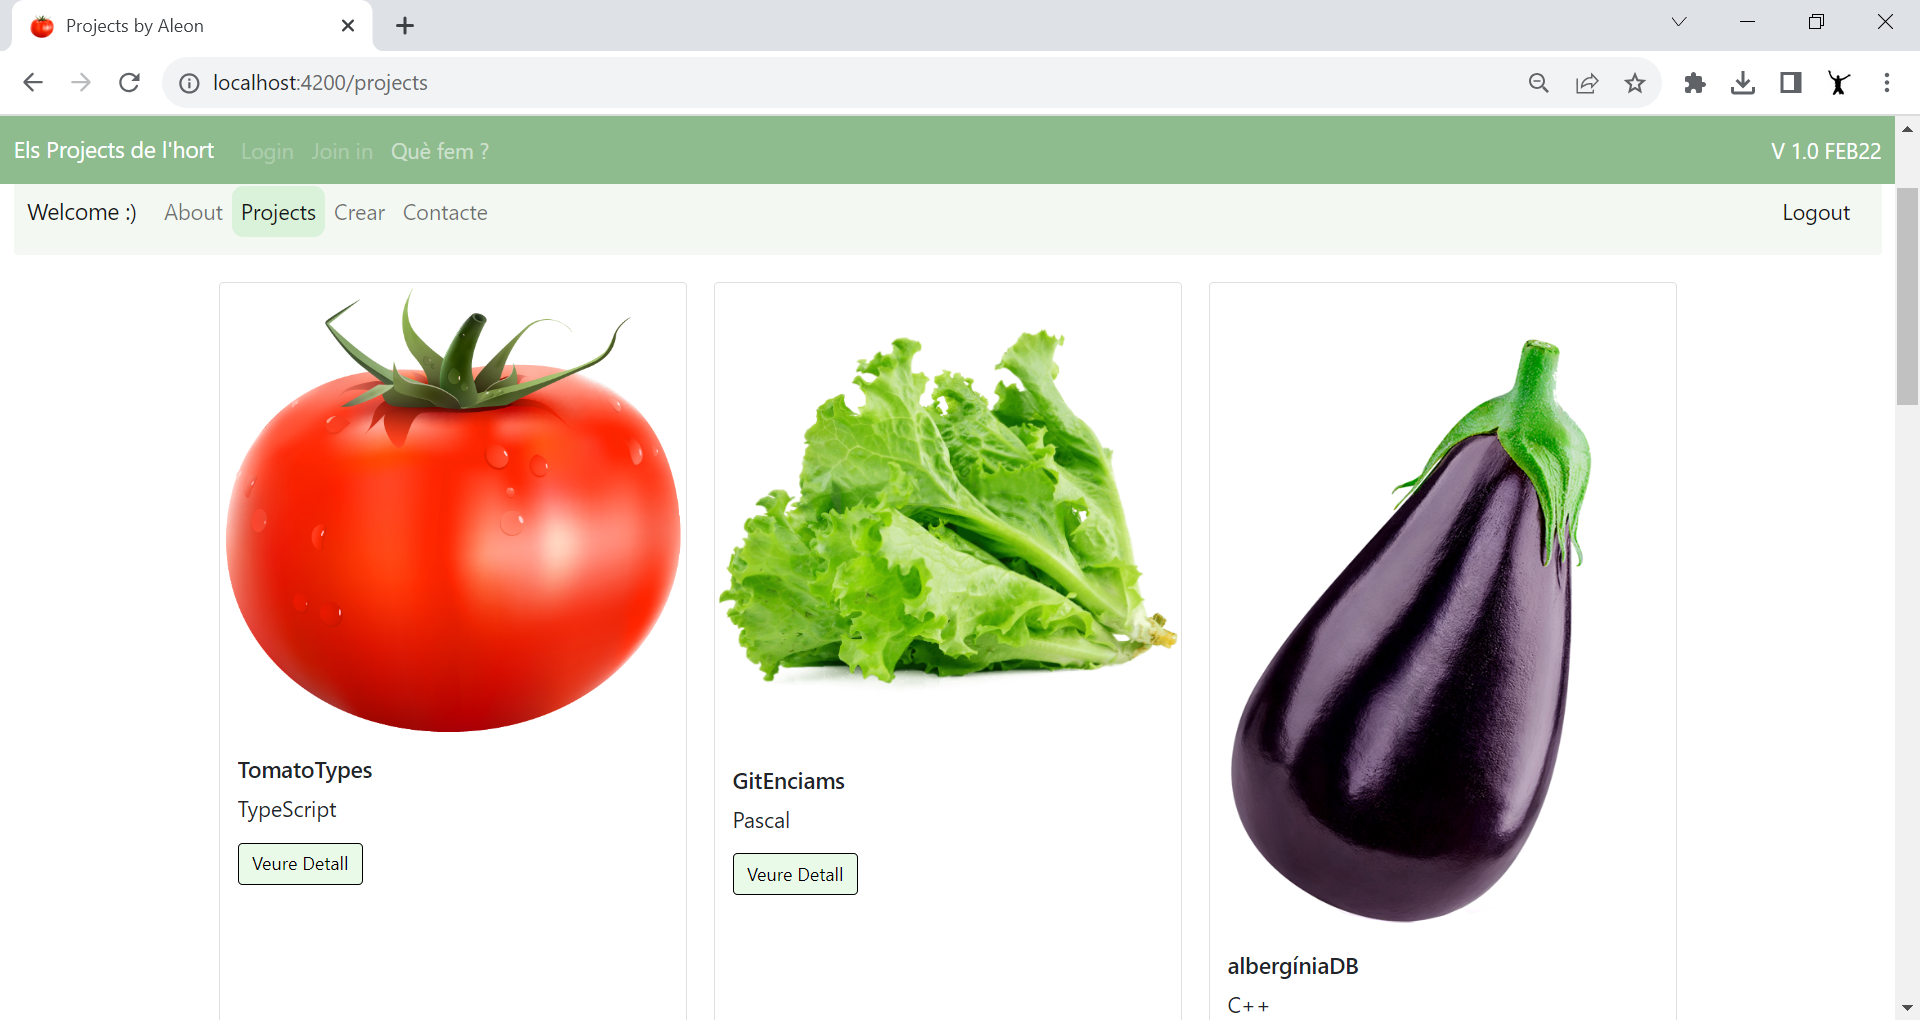 Projects by Aleon
localhost:4200/projects
Els Projects de l'hort Login Join in Què fem ? V 1.0 FEB22
Welcome :) About Projects Crear Contacte Logout
TomatoTypes
TypeScript
Veure Detall
GitEnciams
Pascal
Veure Detall
albergíniaDB
C++